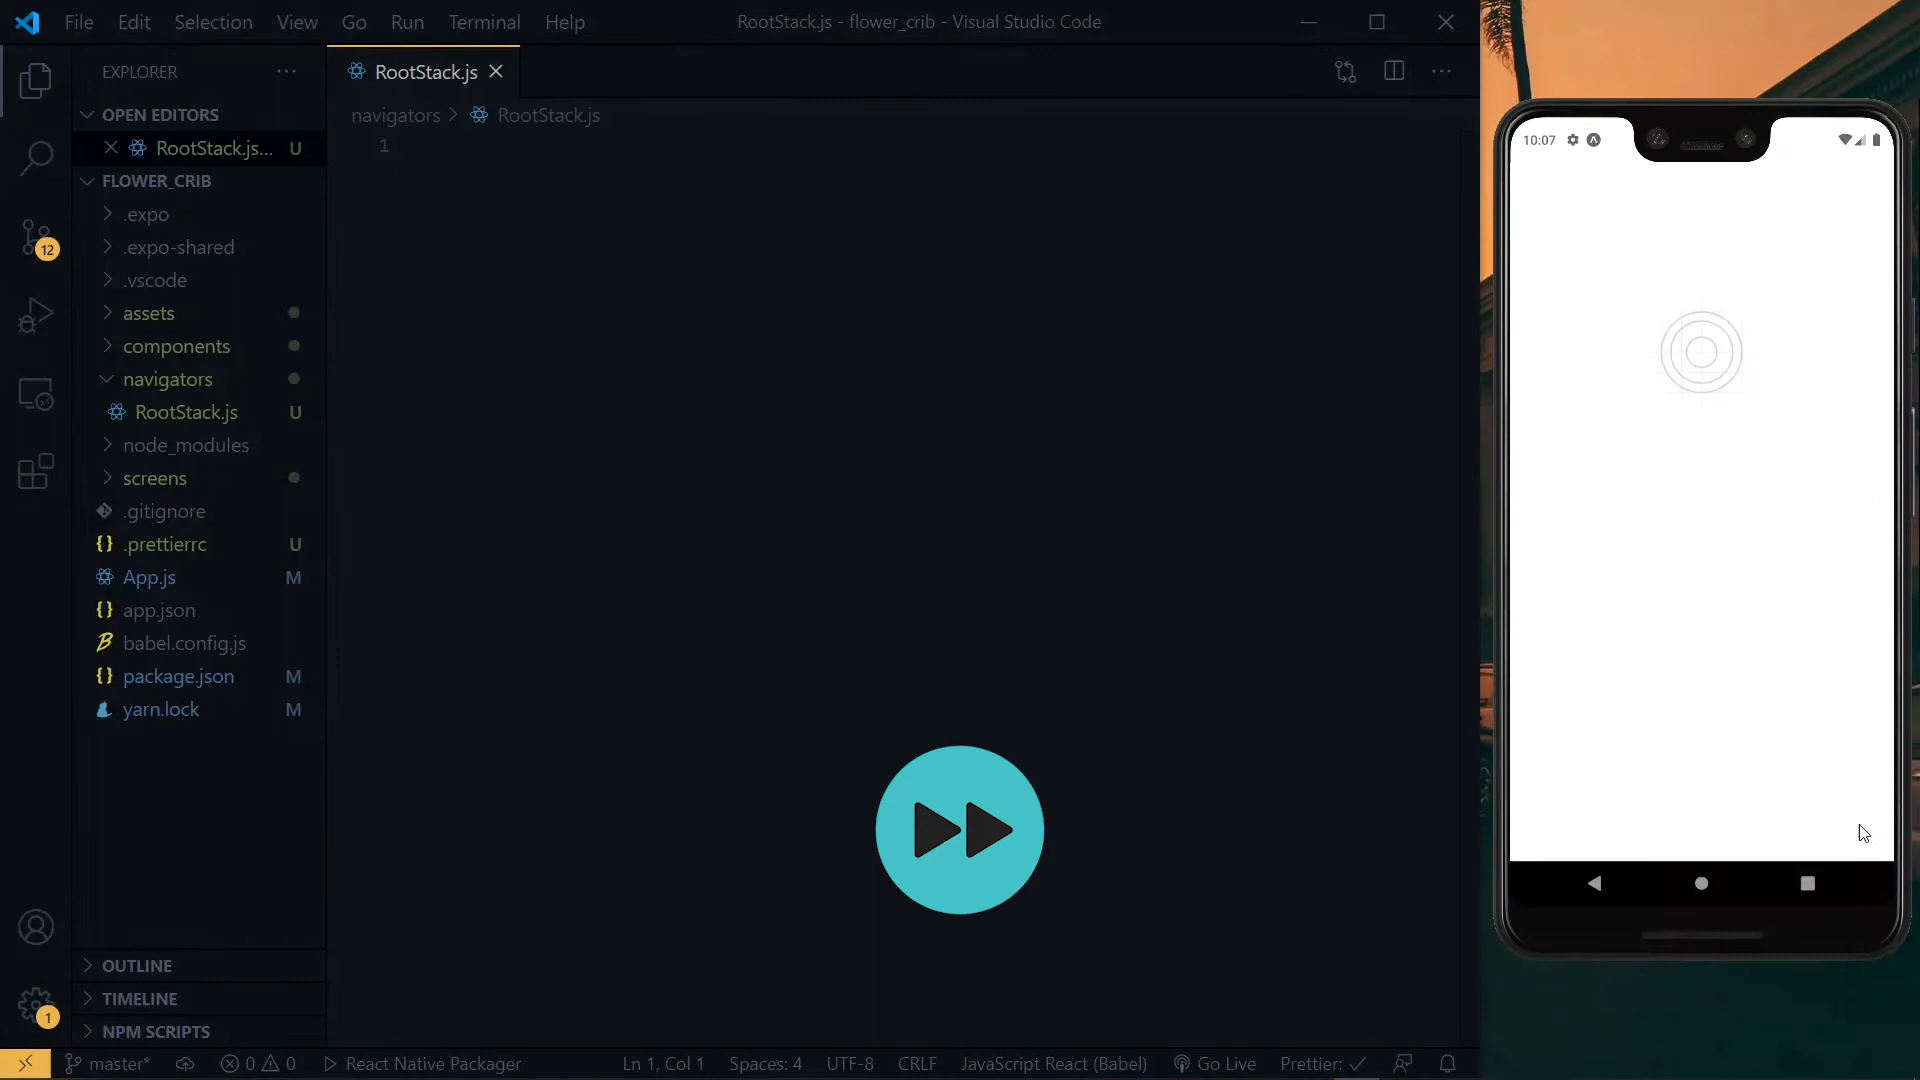 File Edit Selection View Go Run Terminal Help
RootStack.js - flower_crib - Visual Studio Code
EXPLORER
OPEN EDITORS
RootStack.js... U
FLOWER_CRIB
.expo
.expo-shared
.vscode
assets
components
navigators
RootStack.js U
node_modules
screens
.gitignore
.prettierrc U
App.js M
app.json
babel.config.js
package.json M
yarn.lock M
OUTLINE
TIMELINE
NPM SCRIPTS
12
1
RootStack.js
navigators > RootStack.js
1
10:07
master* 0 0 React Native Packager Ln 1, Col 1 Spaces: 4 UTF-8 CRLF JavaScript React (Babel) Go Live Prettier: ✓